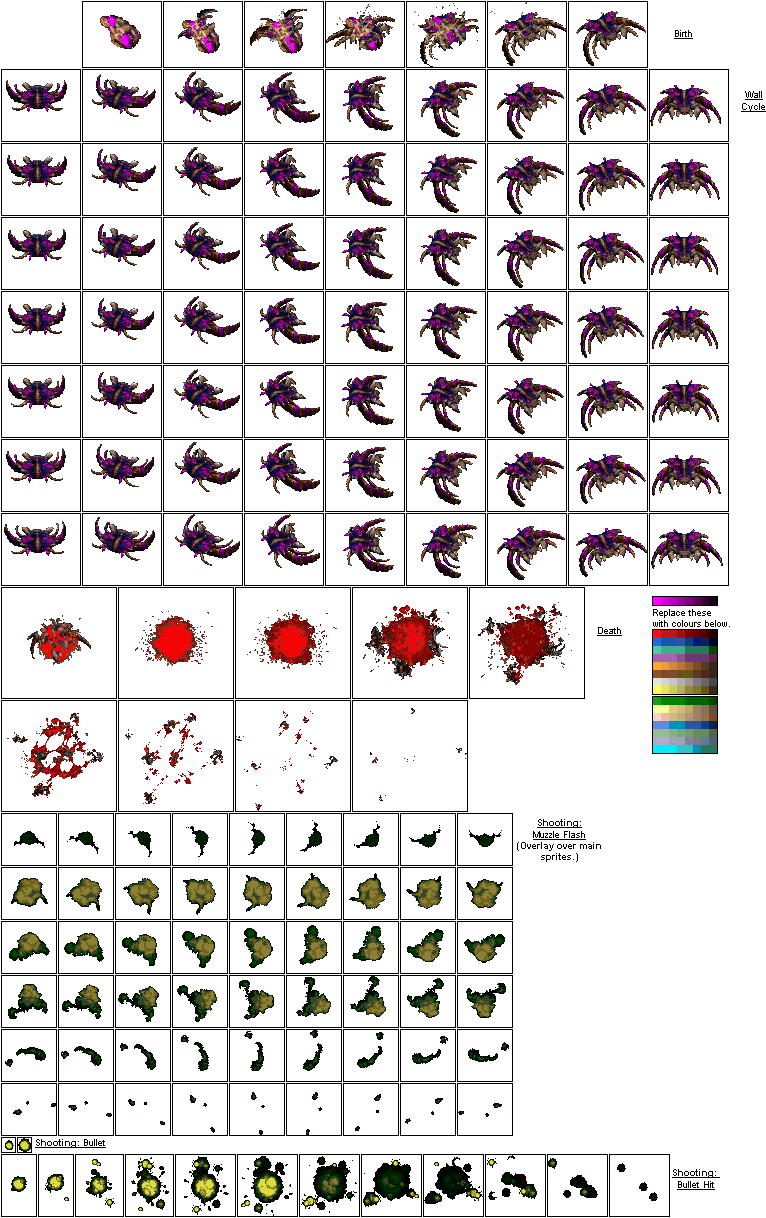 Birth
Wall
Cycle
Death
Replace these
with colours below.
Shooting:
Muzzle Flash
(Overlay over main
sprites.)
Shooting: Bullet
Shooting:
Bullet Hit